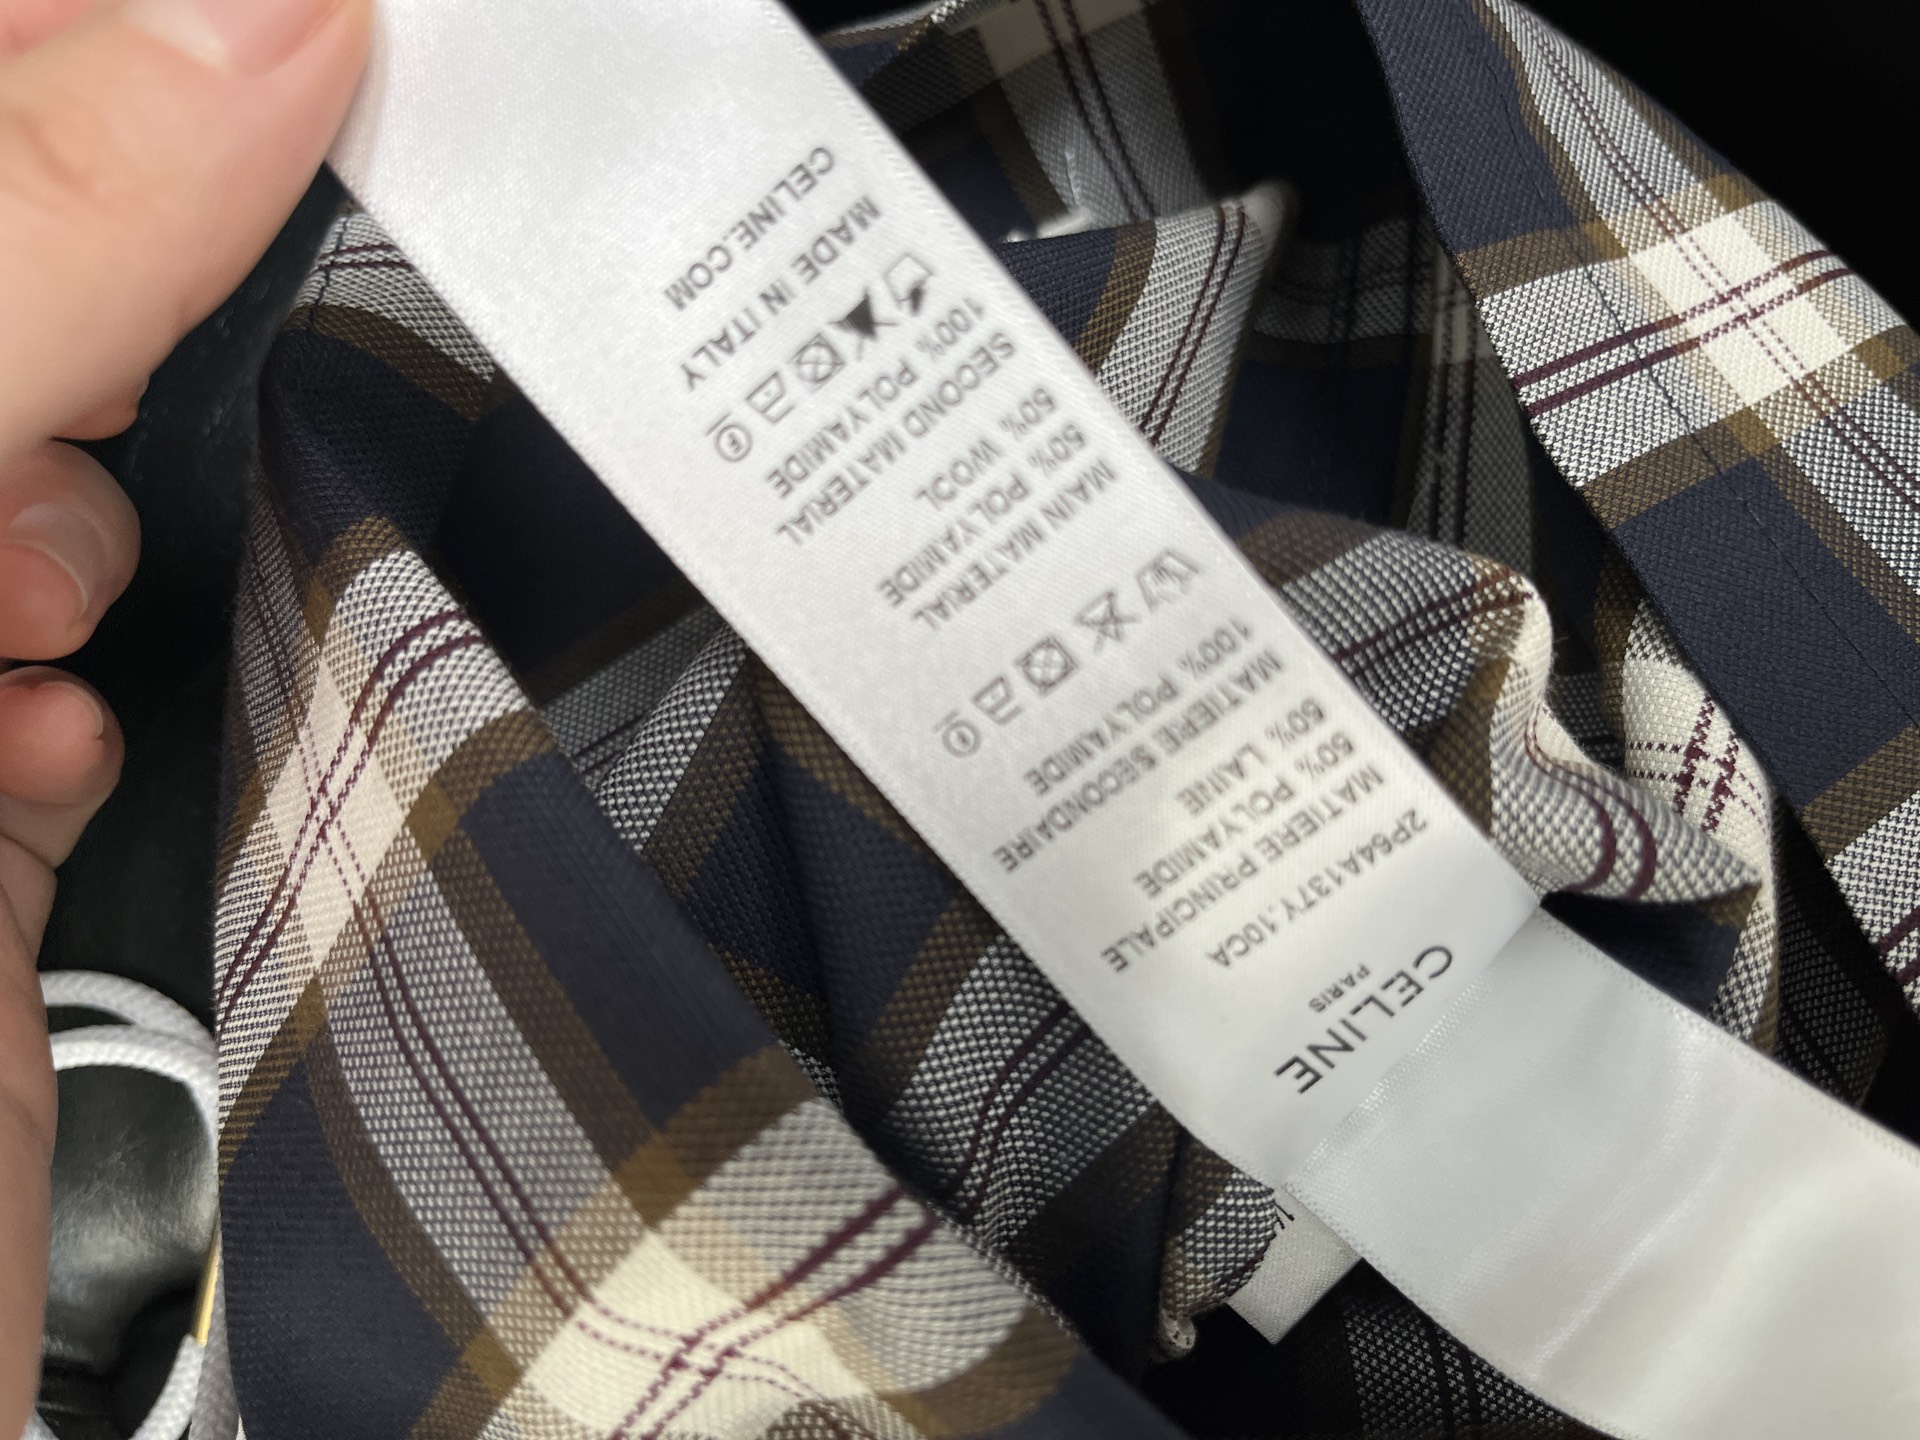 CELINE
PARIS
2P64A137Y.10CA
MATIERE PRINCIPALE
50% POLYAMIDE
50% LAINE
MATIERE SECONDAIRE
100% POLYAMIDE
MAIN MATERIAL
50% POLYAMIDE
50% WOOL
SECOND MATERIAL
100% POLYAMIDE
MADE IN ITALY
CELINE.COM